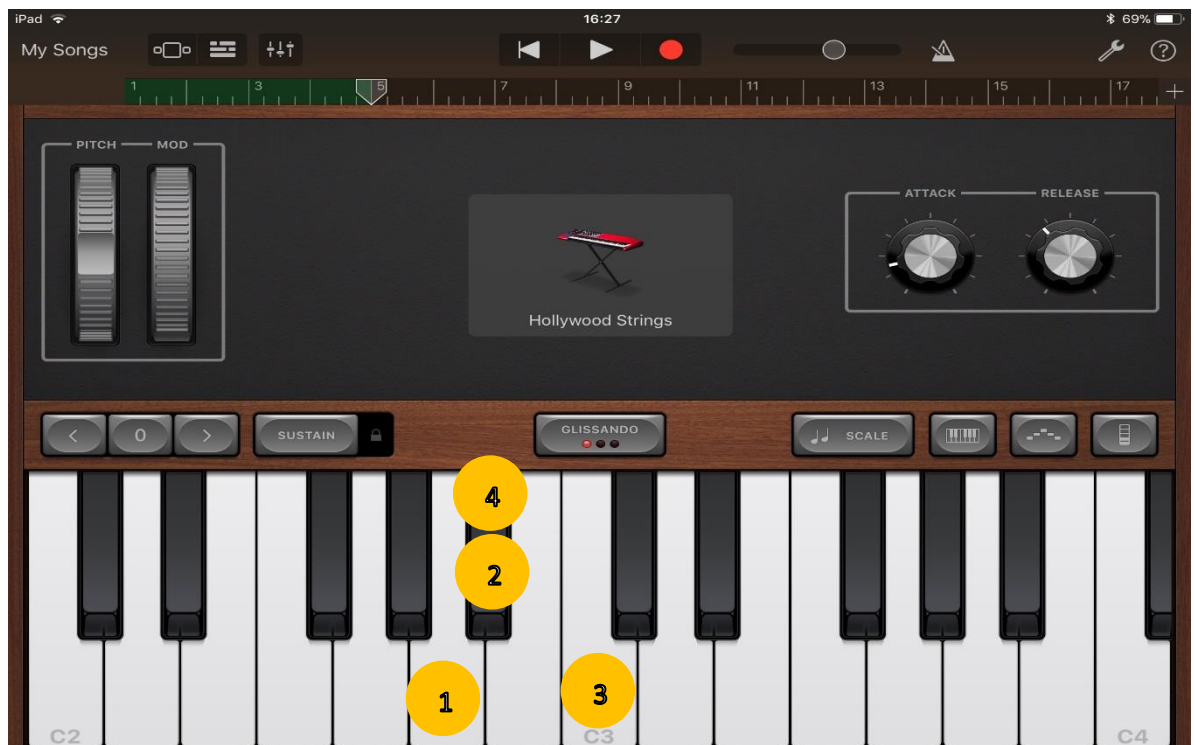 iPad 16:27 69%
My Songs
1 3 5 7 9 11 13 15 17
PITCH MOD
ATTACK RELEASE
Hollywood Strings
0 SUSTAIN GLISSANDO SCALE
4
2
1 3
C2 C3 C4